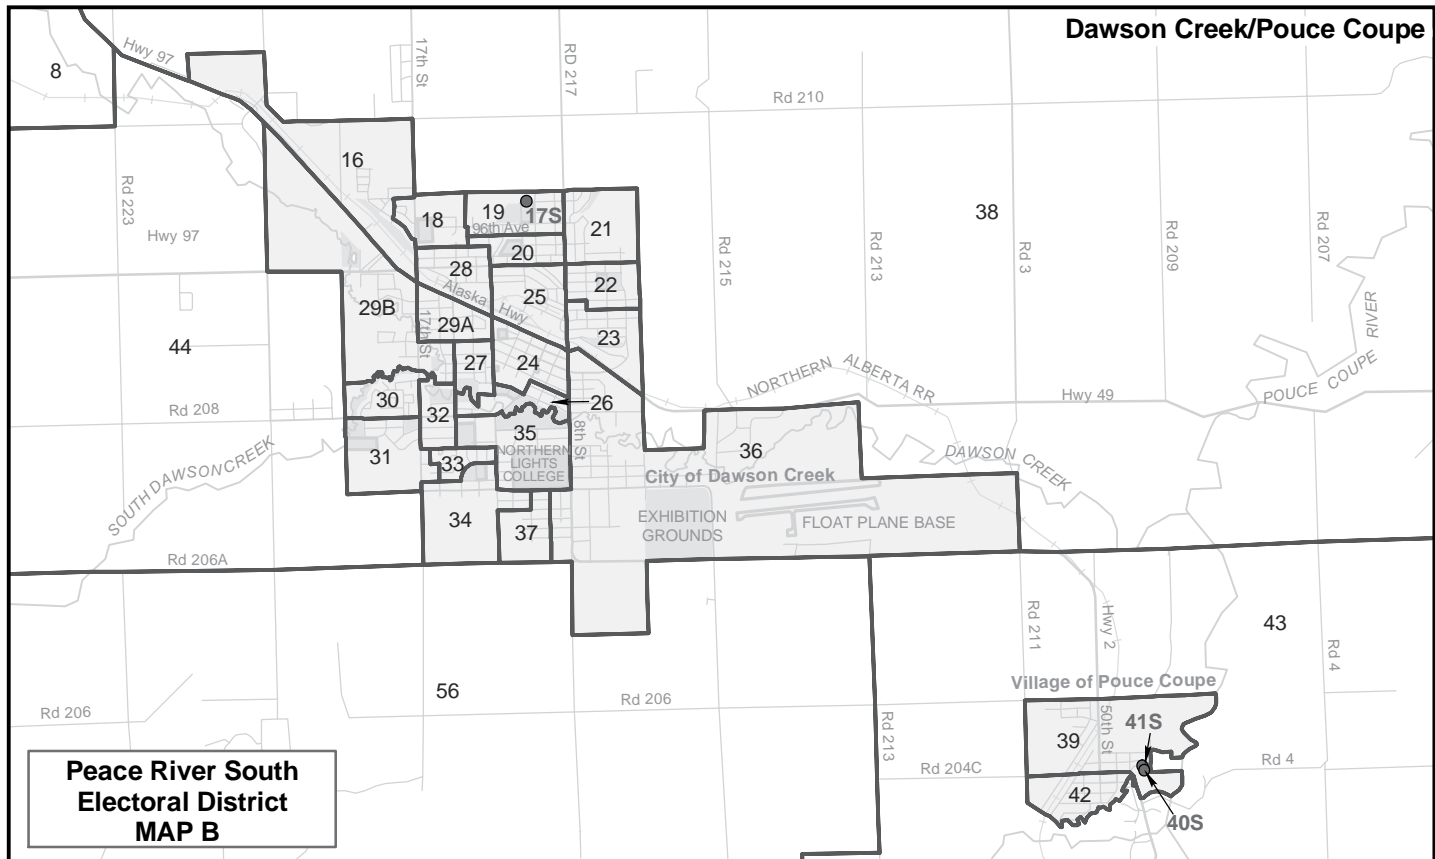 Dawson Creek/Pouce Coupe
Hwy 97
17th St
RD 217
8
Rd 210
16
Rd 223
Hwy 97
18
19
17S
96th Ave
20
21
38
Rd 215
Rd 213
Rd 3
Rd 209
Rd 207
28
22
25
Alaska Hwy
29B
17th St
29A
23
44
27
24
NORTHERN ALBERTA RR
POUCE COUPE RIVER
Hwy 49
30
Rd 208
32
26
8th St
35
NORTHERN
LIGHTS
COLLEGE
31
33
36
SOUTH DAWSON CREEK
DAWSON CREEK
City of Dawson Creek
34
37
EXHIBITION
GROUNDS
FLOAT PLANE BASE
Rd 206A
Rd 211
Hwy 2
43
Rd 4
56
Rd 206
Rd 206
Village of Pouce Coupe
Rd 213
50th St
41S
39
Rd 204C
Rd 4
42
40S
Peace River South
Electoral District
MAP B